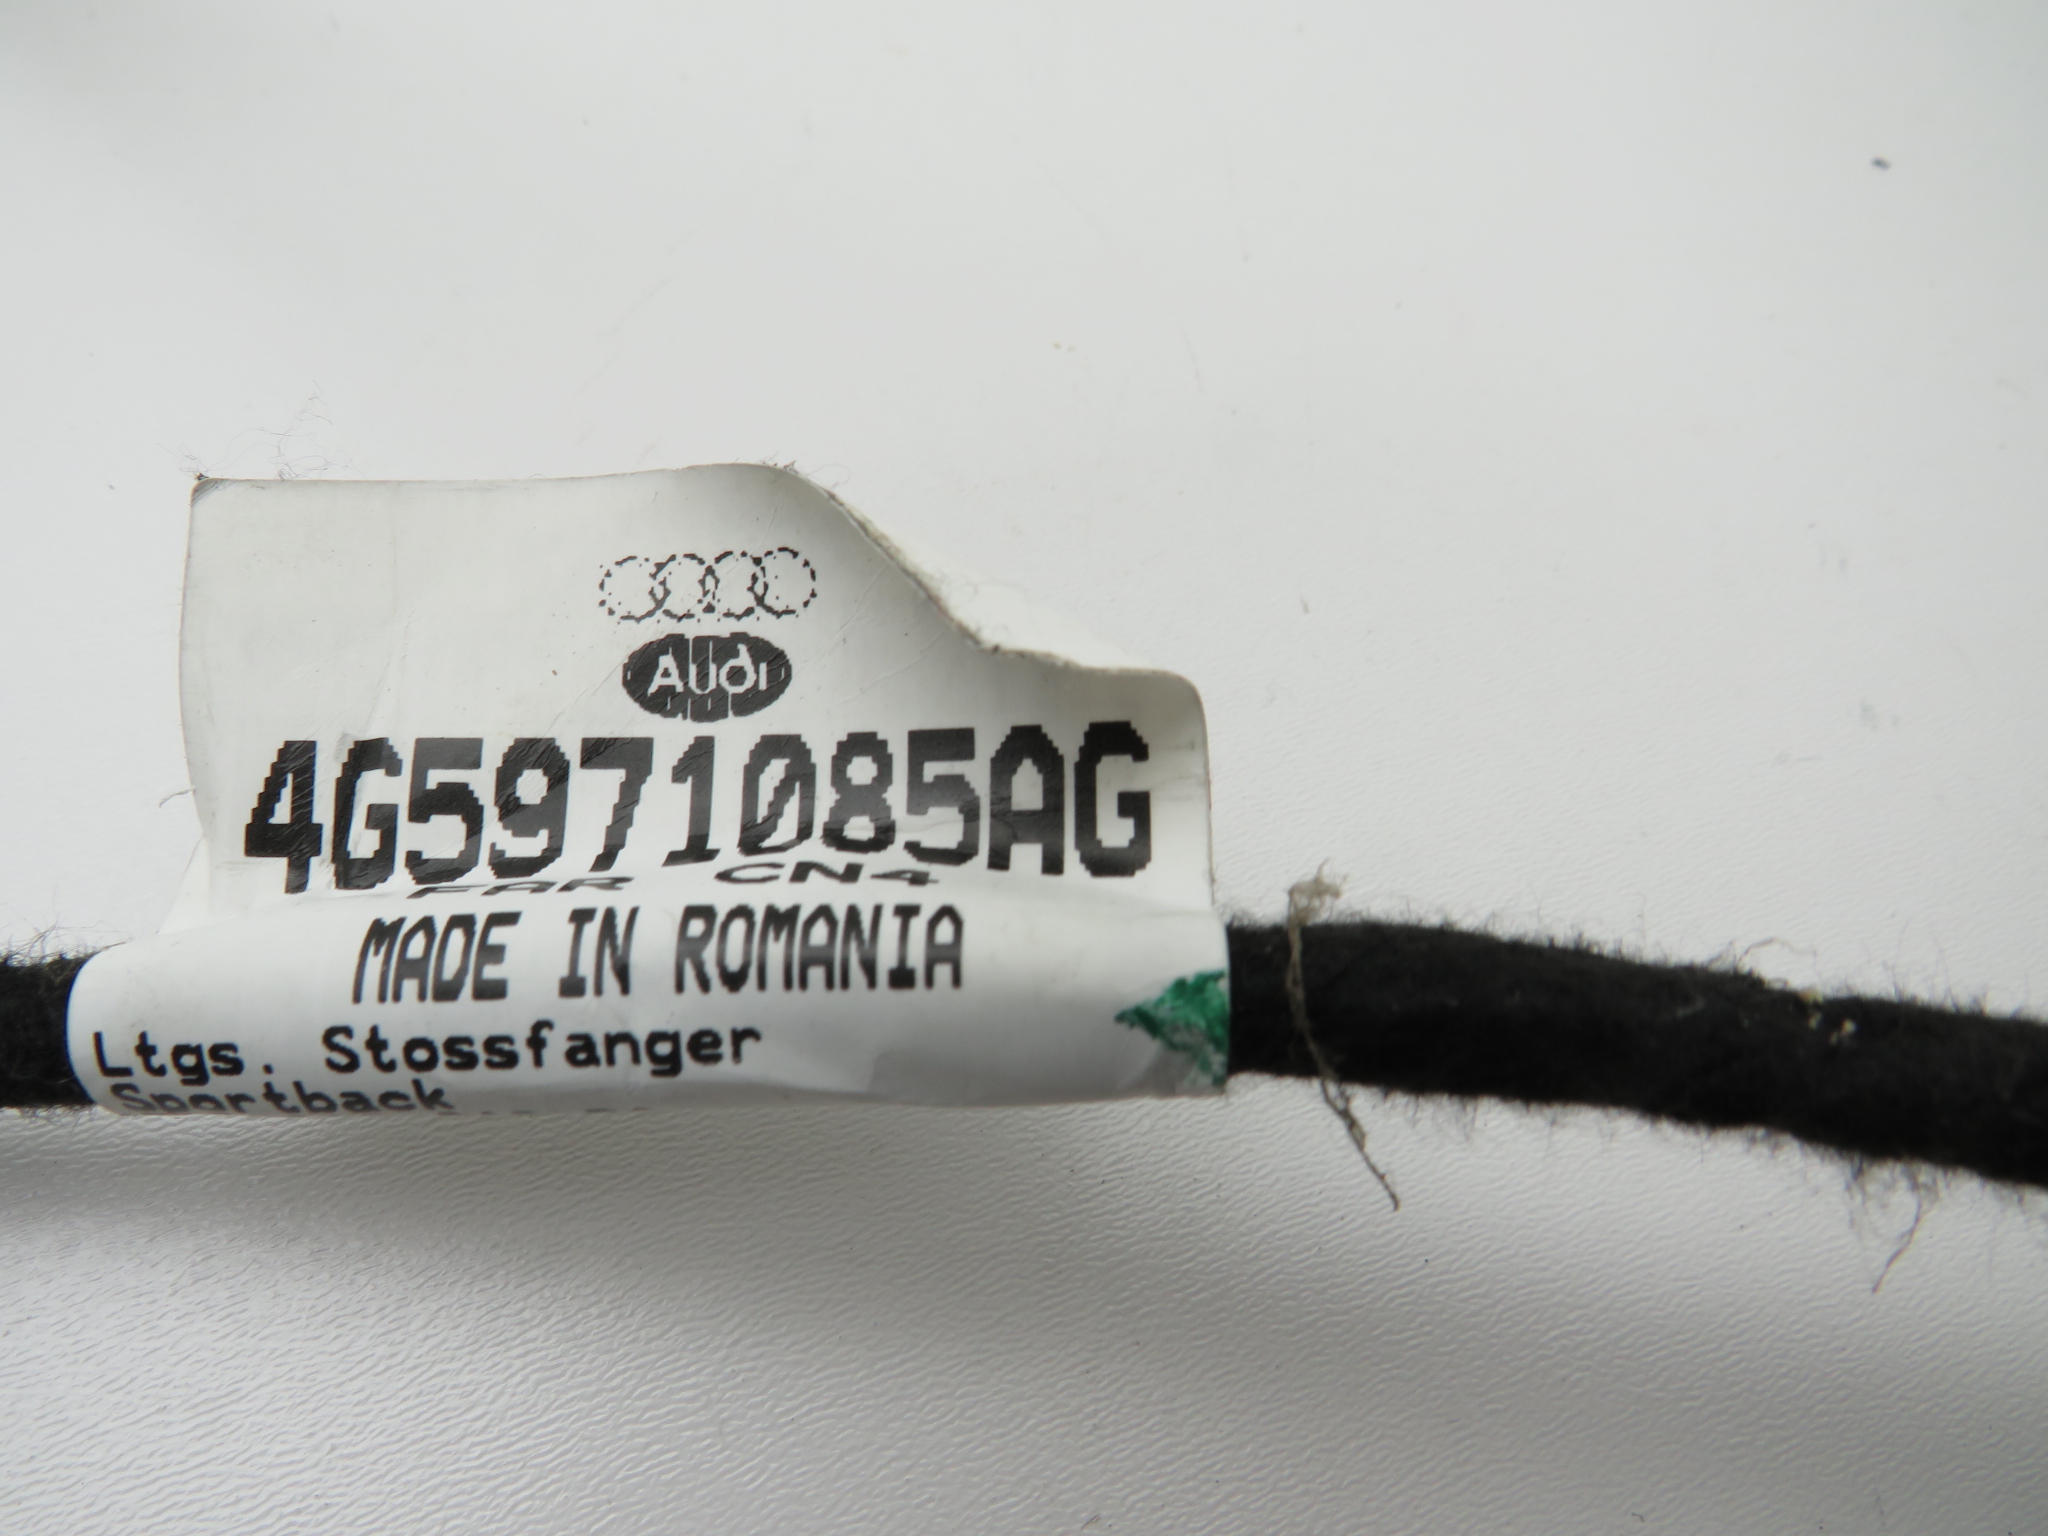 Audi
4G5971085AG
FAR CN4
MADE IN ROMANIA
Ltgs. Stossfanger
Sportback